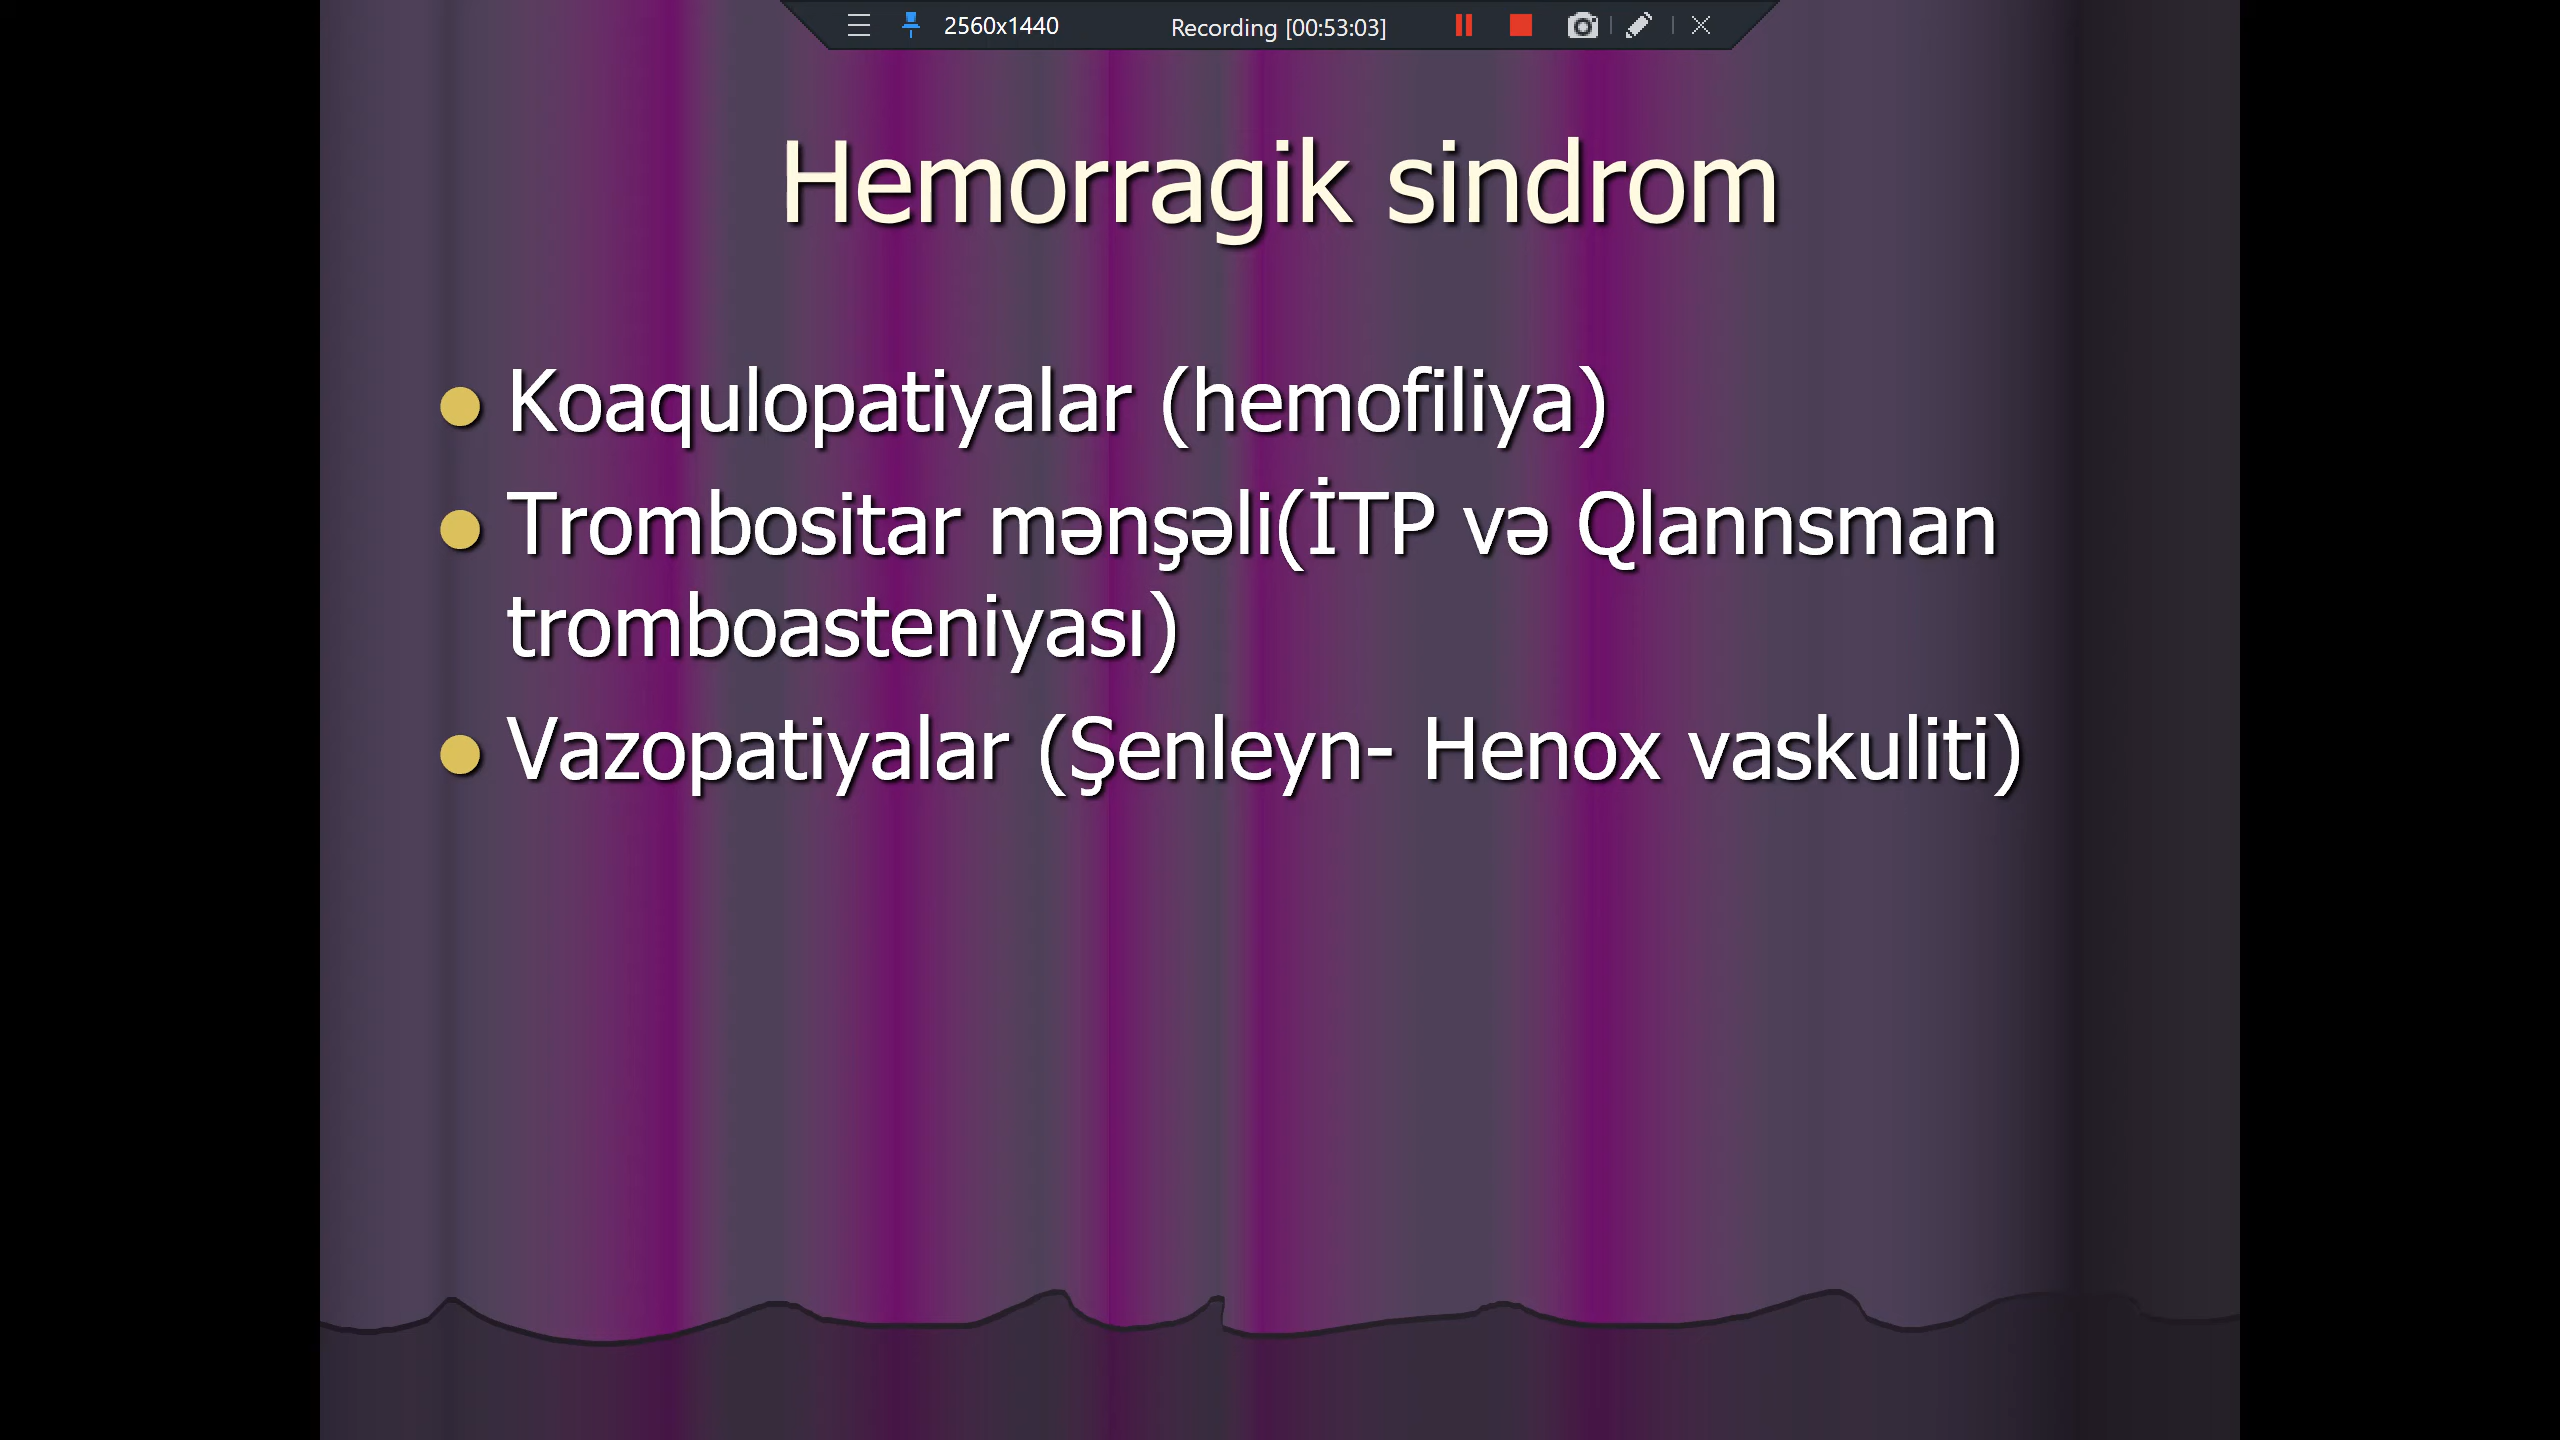 2560x1440 Recording [00:53:03]
Hemorragik sindrom
Koaqulopatiyalar (hemofiliya)
Trombositar mənşəli(İTP və Qlannsman
tromboasteniyası)
Vazopatiyalar (Şenleyn- Henox vaskuliti)